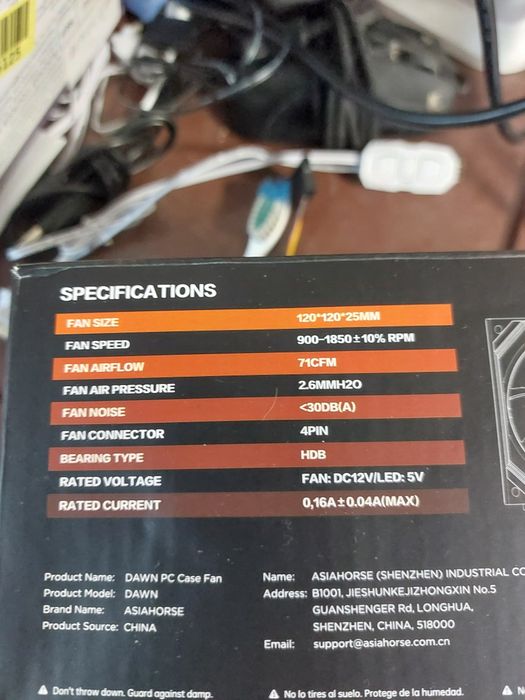 125
SPECIFICATIONS
FAN SIZE 120*120*25MM
FAN SPEED 900-1850±10% RPM
FAN AIRFLOW 71CFM
FAN AIR PRESSURE 2.6MMH2O
FAN NOISE <30DB(A)
FAN CONNECTOR 4PIN
BEARING TYPE HDB
RATED VOLTAGE FAN: DC12V/LED: 5V
RATED CURRENT 0,16A±0.04A(MAX)
Product Name: DAWN PC Case Fan
Product Model: DAWN
Brand Name: ASIAHORSE
Product Source: CHINA
Name: ASIAHORSE (SHENZHEN) INDUSTRIAL CO
Address: B1001, JIESHUNKEJIZHONGXIN No.5
GUANSHENGER Rd, LONGHUA,
SHENZHEN, CHINA, 518000
Email: support@asiahorse.com.cn
Don't throw down. Guard against damp.
No lo tires al suelo. Protege de la humedad.
N